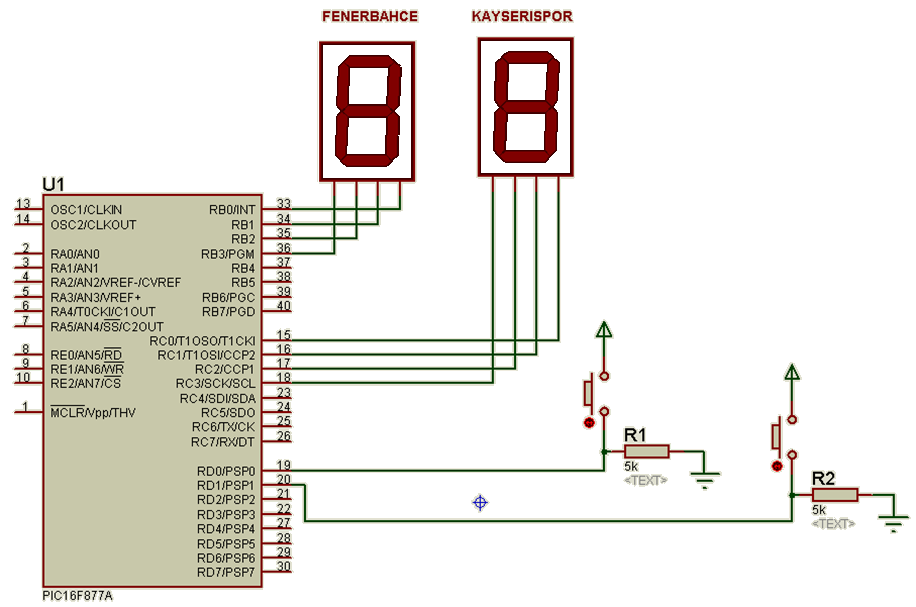 FENERBAHCE
KAYSERISPOR
U1
13 OSC1/CLKIN RB0/INT 33
14 OSC2/CLKOUT RB1 34
RB2 35
2 RA0/AN0 RB3/PGM 36
3 RA1/AN1 RB4 37
4 RA2/AN2/VREF-/CVREF RB5 38
5 RA3/AN3/VREF+ RB6/PGC 39
6 RA4/T0CKI/C1OUT RB7/PGD 40
7 RA5/AN4/SS/C2OUT
RC0/T1OSO/T1CKI 15
8 RE0/AN5/RD RC1/T1OSI/CCP2 16
9 RE1/AN6/WR RC2/CCP1 17
10 RE2/AN7/CS RC3/SCK/SCL 18
RC4/SDI/SDA 23
1 MCLR/Vpp/THV RC5/SDO 24
RC6/TX/CK 25
RC7/RX/DT 26
RD0/PSP0 19
RD1/PSP1 20
RD2/PSP2 21
RD3/PSP3 22
RD4/PSP4 27
RD5/PSP5 28
RD6/PSP6 29
RD7/PSP7 30
PIC16F877A
R1
5k
<TEXT>
R2
5k
<TEXT>